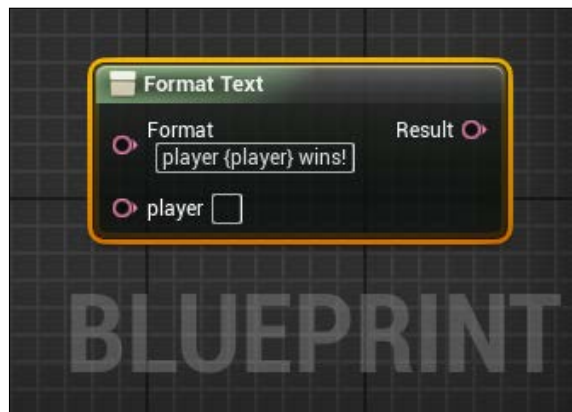 Format Text
Format
Result
player {player} wins!
player
BLUEPRINT